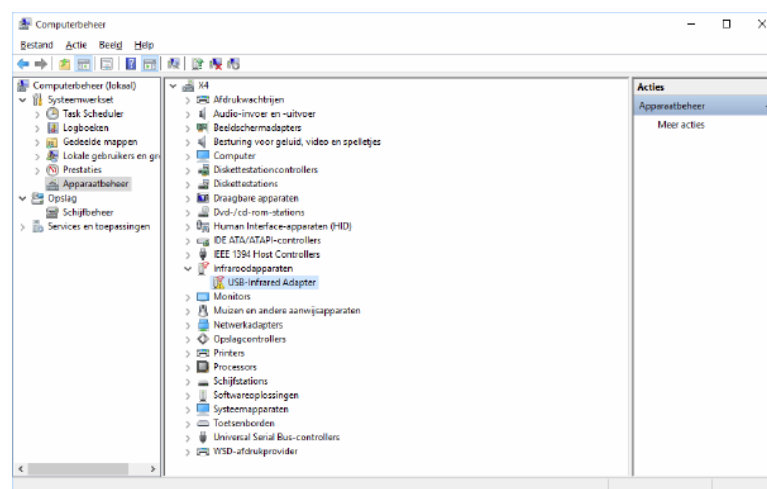 Computerbeheer
Bestand Actie Beeld Help
Computerbeheer (lokaal)
Systeemwerkset
Task Scheduler
Logboeken
Gedeelde mappen
Lokale gebruikers en gr
Prestaties
Apparaatbeheer
Opslag
Schijfbeheer
Services en toepassingen
X4
Afdrukwachtrijen
Audio-invoer en -uitvoer
Beeldschermadapters
Besturing voor geluid, video en spelletjes
Computer
Diskettestationcontrollers
Diskettestations
Draagbare apparaten
Dvd-/cd-rom-stations
Human Interface-apparaten (HID)
IDE ATA/ATAPI-controllers
IEEE 1394 Host Controllers
Infraroodapparaten
USB-Infrared Adapter
Monitors
Muizen en andere aanwijsapparaten
Netwerkadapters
Opslagcontrollers
Printers
Processors
Schijfstations
Softwareoplossingen
Systeemapparaten
Toetsenborden
Universal Serial Bus-controllers
WSD-afdrukprovider
Acties
Apparaatbeheer
Meer acties